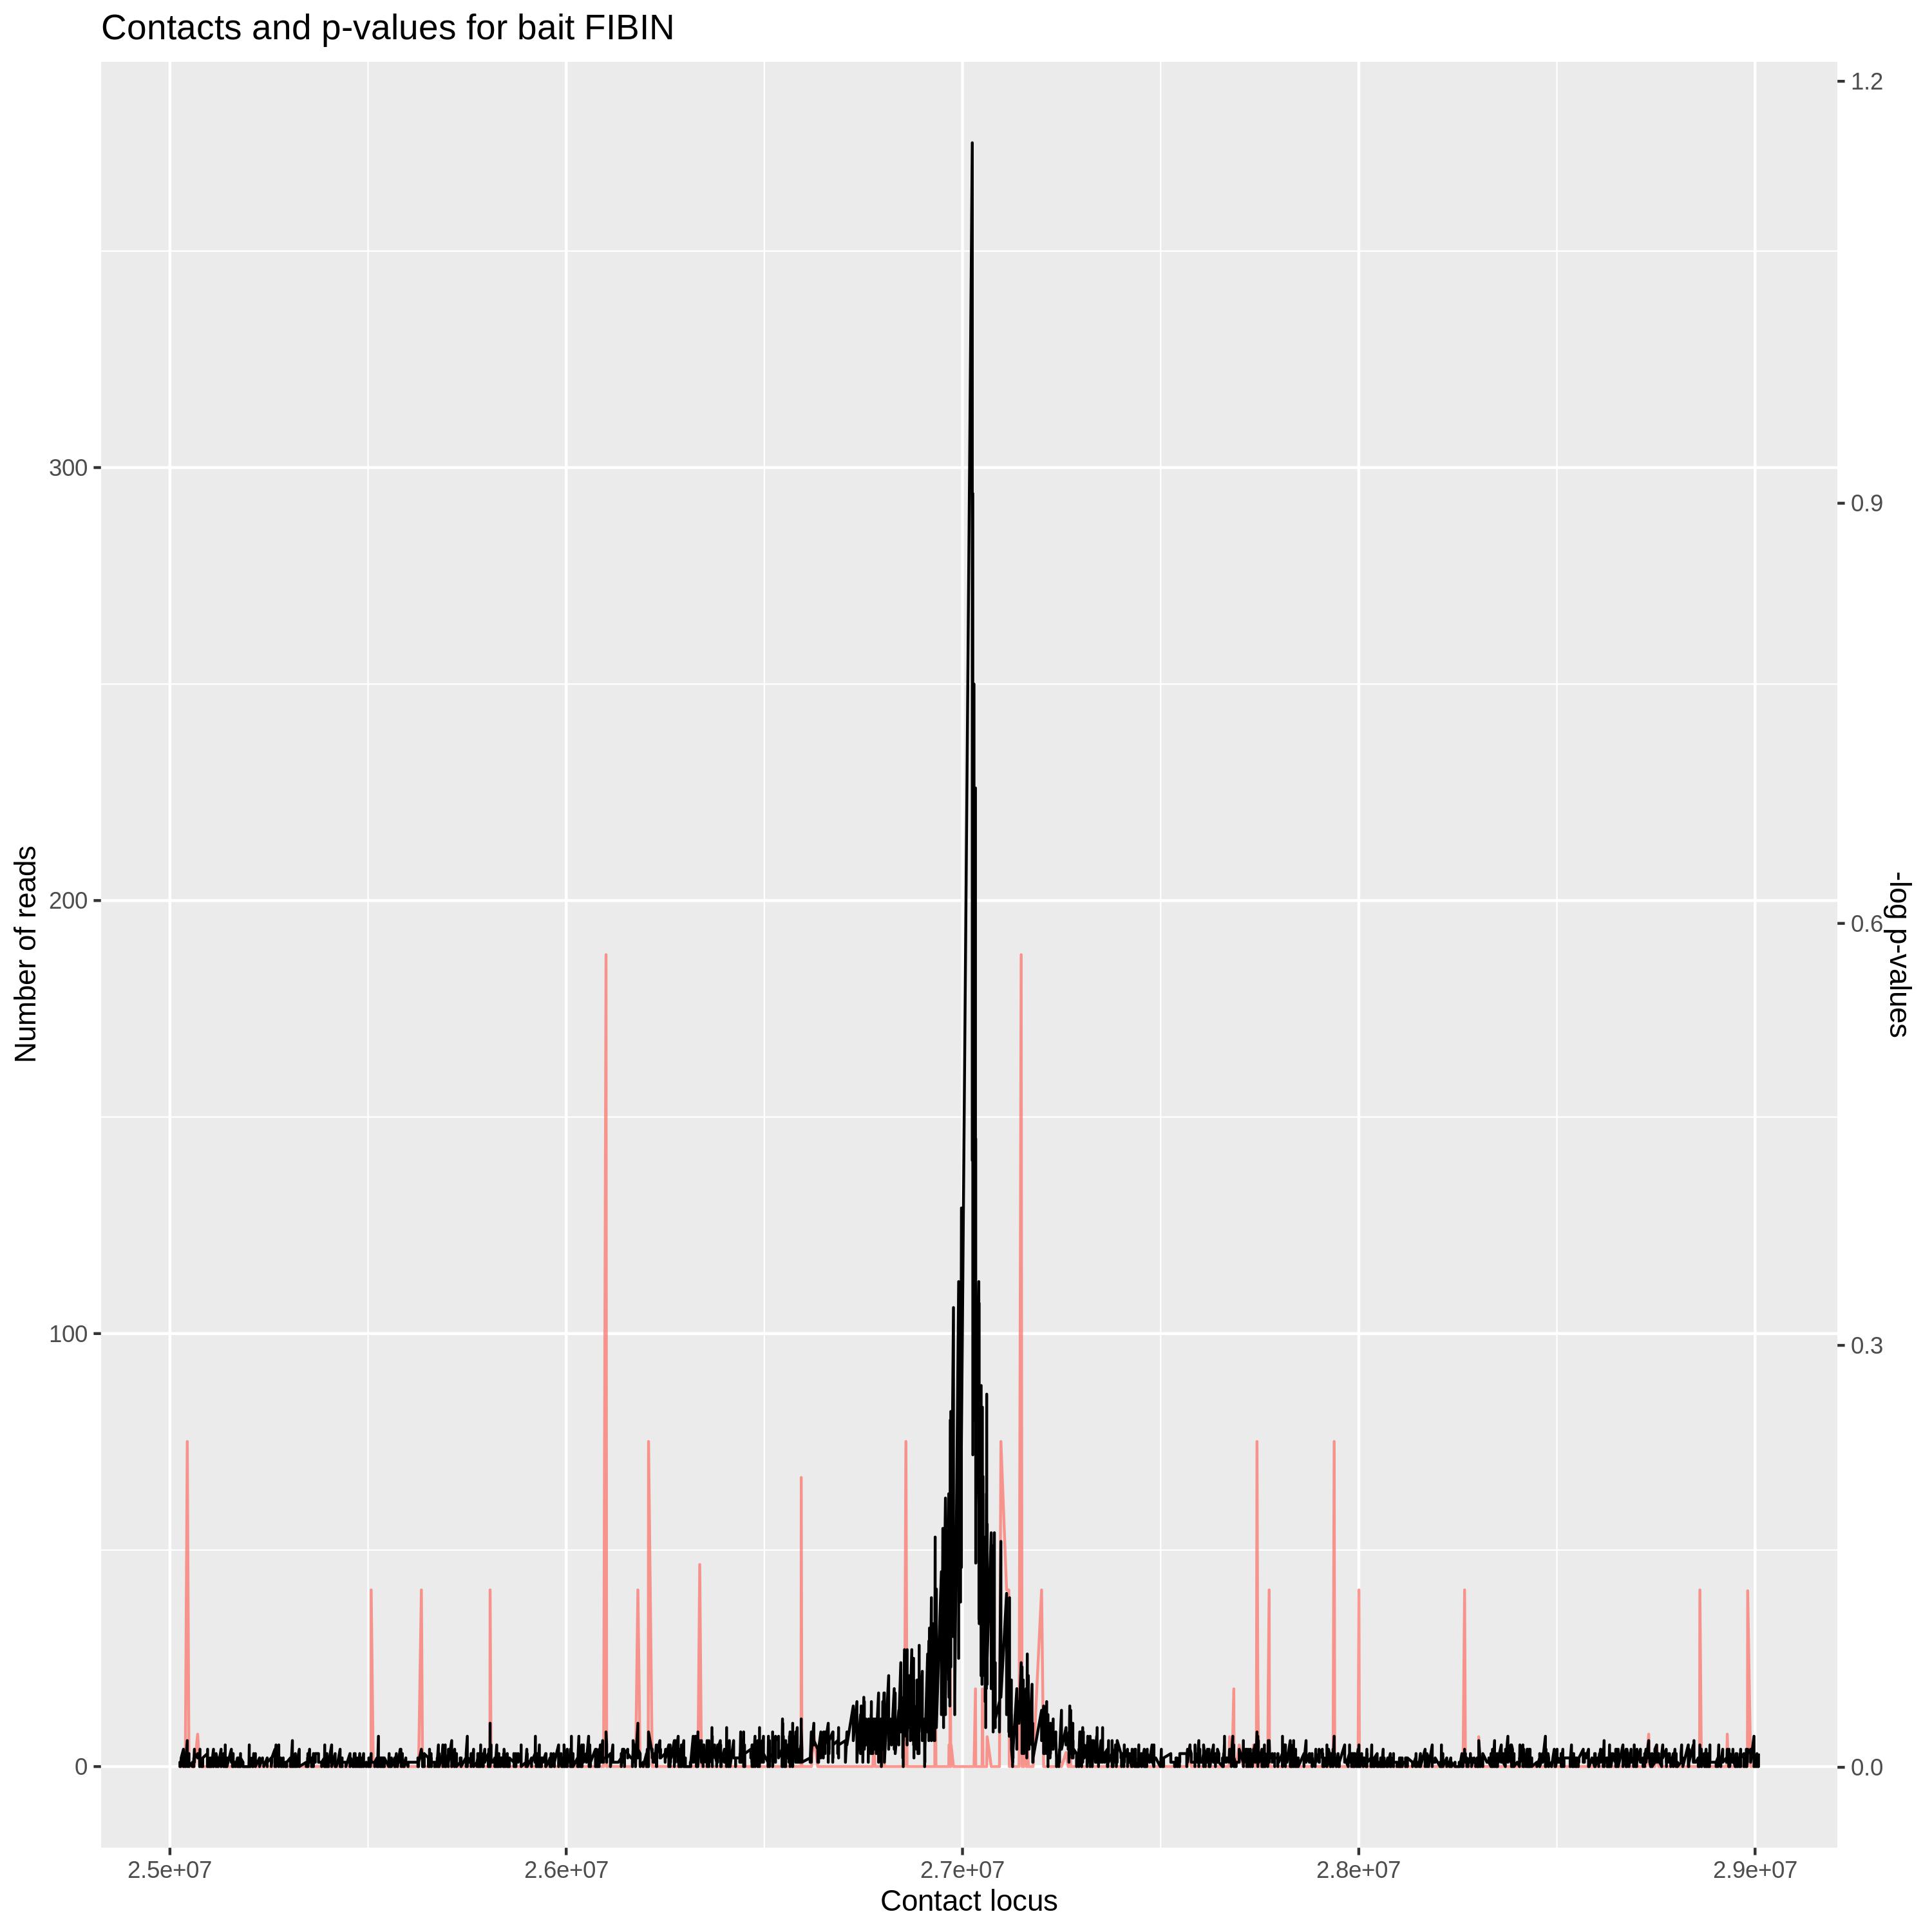 Contacts and p-values for bait FIBIN
1.2
300
0.9
200
0.6
Number of reads
-log p-values
100
0.3
0
0.0
2.5e+07 2.6e+07 2.7e+07 2.8e+07 2.9e+07
Contact locus